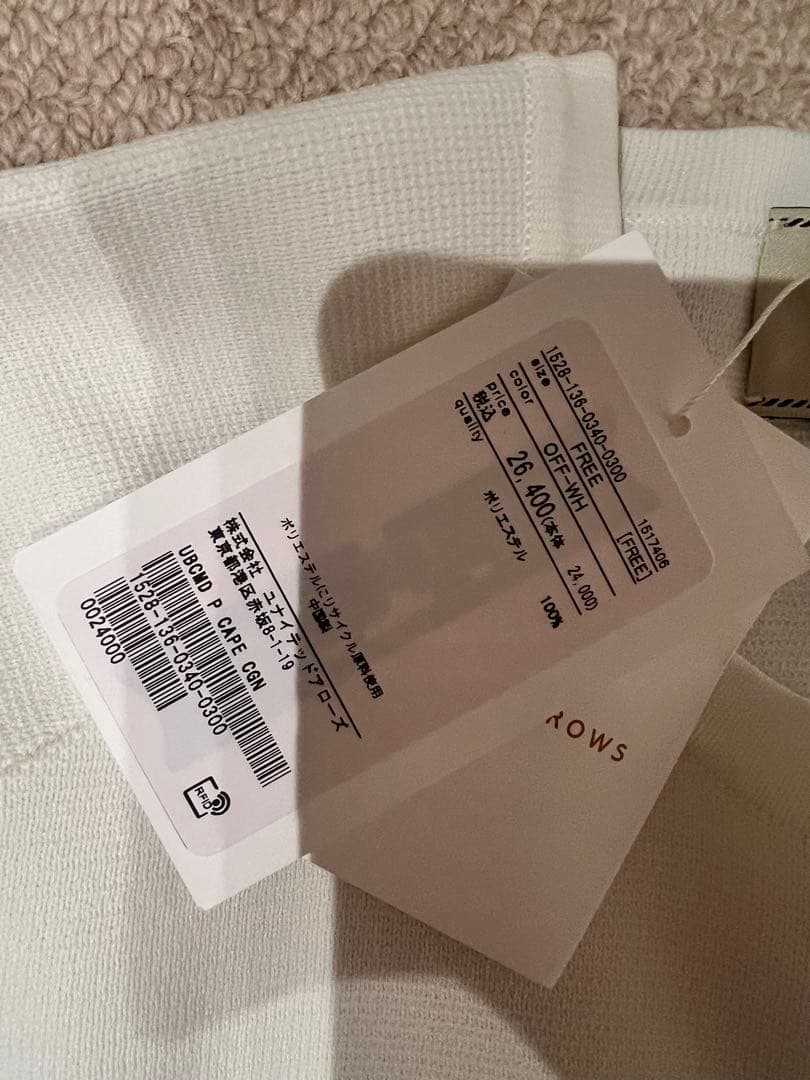 1528-136-0340-0300 1517406
size FREE [FREE]
color OFF-WH
price
税込 26,400(本体 24,000)
quality
ポリエステル 100%
ポリエステルにリサイクル原料使用
中国製
株式会社 ユナイテッドアローズ
東京都港区赤坂8-1-19
UBCMD P CAPE CGN
1528-136-0340-0300
0024000
RFID
ROWS